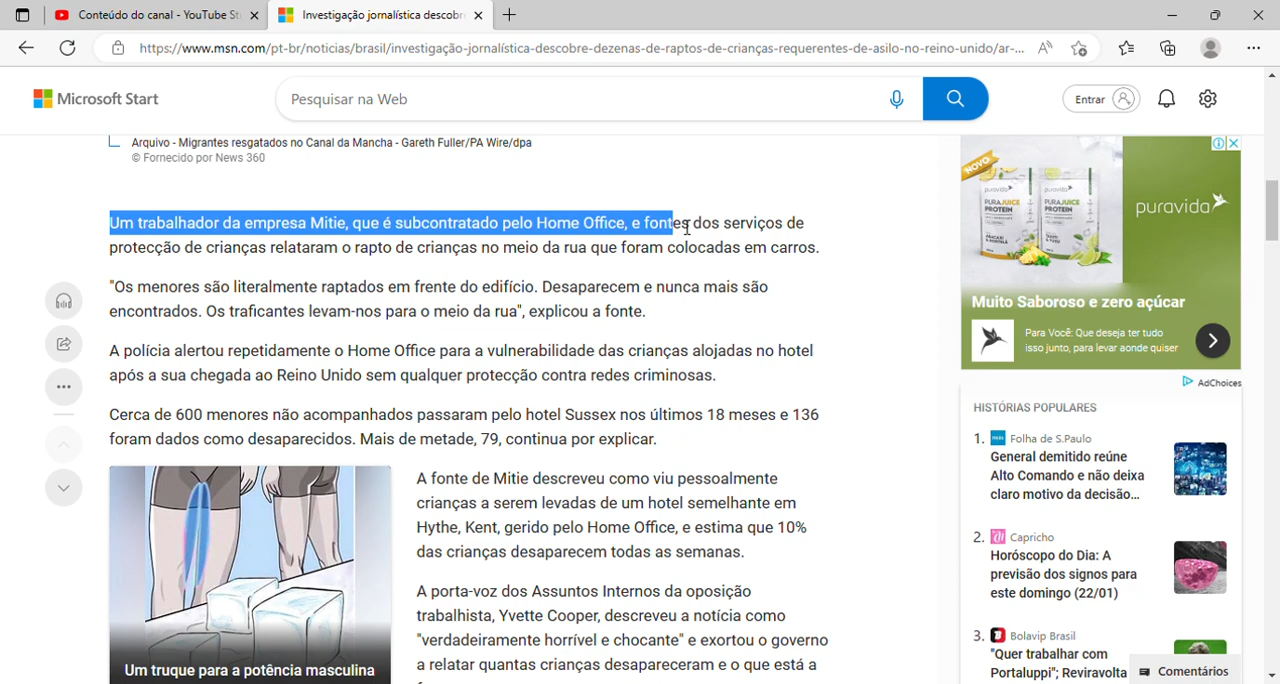 Conteúdo do canal - YouTube St
Investigação jornalística descobre
https://www.msn.com/pt-br/noticias/brasil/investigação-jornalística-descobre-dezenas-de-raptos-de-crianças-requerentes-de-asilo-no-reino-unido/ar-...
Microsoft Start
Pesquisar na Web
Entrar
Arquivo - Migrantes resgatados no Canal da Mancha - Gareth Fuller/PA Wire/dpa
© Fornecido por News 360
Um trabalhador da empresa Mitie, que é subcontratado pelo Home Office, e fontes dos serviços de
protecção de crianças relataram o rapto de crianças no meio da rua que foram colocadas em carros.
"Os menores são literalmente raptados em frente do edifício. Desaparecem e nunca mais são
encontrados. Os traficantes levam-nos para o meio da rua", explicou a fonte.
A polícia alertou repetidamente o Home Office para a vulnerabilidade das crianças alojadas no hotel
após a sua chegada ao Reino Unido sem qualquer protecção contra redes criminosas.
Cerca de 600 menores não acompanhados passaram pelo hotel Sussex nos últimos 18 meses e 136
foram dados como desaparecidos. Mais de metade, 79, continua por explicar.
Um truque para a potência masculina
A fonte de Mitie descreveu como viu pessoalmente
crianças a serem levadas de um hotel semelhante em
Hythe, Kent, gerido pelo Home Office, e estima que 10%
das crianças desaparecem todas as semanas.
A porta-voz dos Assuntos Internos da oposição
trabalhista, Yvette Cooper, descreveu a notícia como
"verdadeiramente horrível e chocante" e exortou o governo
a relatar quantas crianças desapareceram e o que está a
NOVO
puravida
PURAJUICE
PROTEIN
puravida
PURAJUICE
PROTEIN
puravida
Muito Saboroso e zero açúcar
Para Você: Que deseja ter tudo
isso junto, para levar aonde quiser
AdChoices
HISTÓRIAS POPULARES
1. Folha de S.Paulo
General demitido reúne
Alto Comando e não deixa
claro motivo da decisão...
2. Capricho
Horóscopo do Dia: A
previsão dos signos para
este domingo (22/01)
3. Bolavip Brasil
"Quer trabalhar com
Portaluppi"; Reviravolta
Comentários